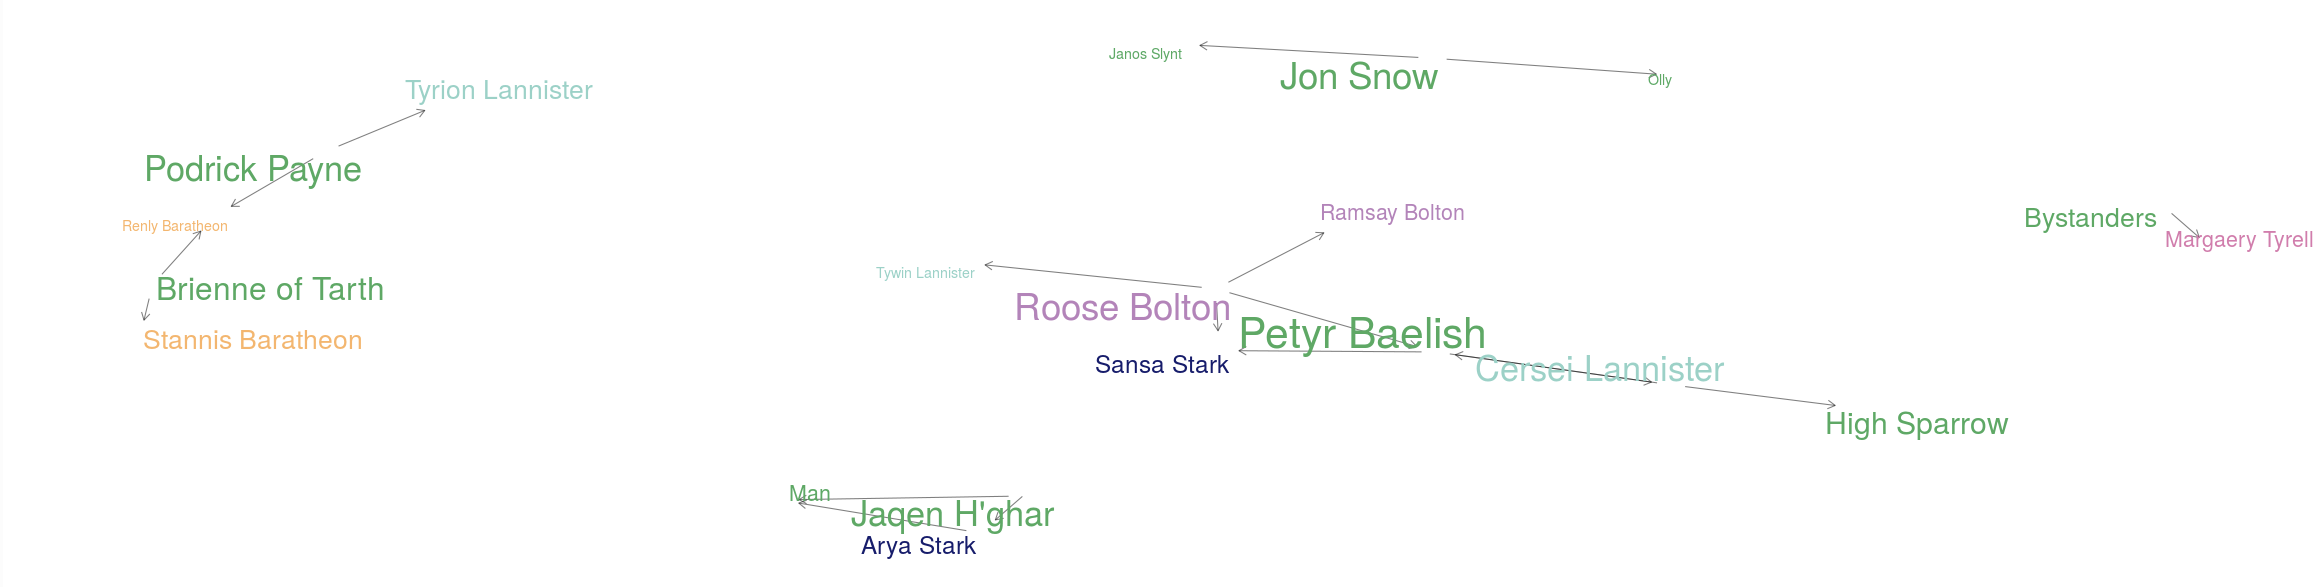 Janos Slynt
Jon Snow
Olly
Tyrion Lannister
Podrick Payne
Renly Baratheon
Brienne of Tarth
Stannis Baratheon
Ramsay Bolton
Bystanders
Margaery Tyrell
Tywin Lannister
Roose Bolton
Petyr Baelish
Sansa Stark
Cersei Lannister
High Sparrow
Man
Jaqen H'ghar
Arya Stark